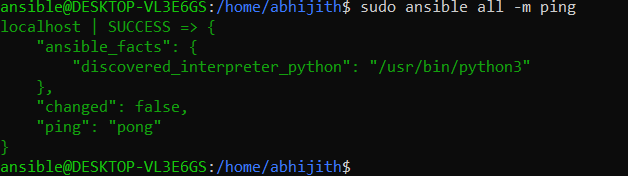 ansible@DESKTOP-VL3E6GS:/home/abhijith$ sudo ansible all -m ping
localhost | SUCCESS => {
    "ansible_facts": {
        "discovered_interpreter_python": "/usr/bin/python3"
    },
    "changed": false,
    "ping": "pong"
}
ansible@DESKTOP-VL3E6GS:/home/abhijith$